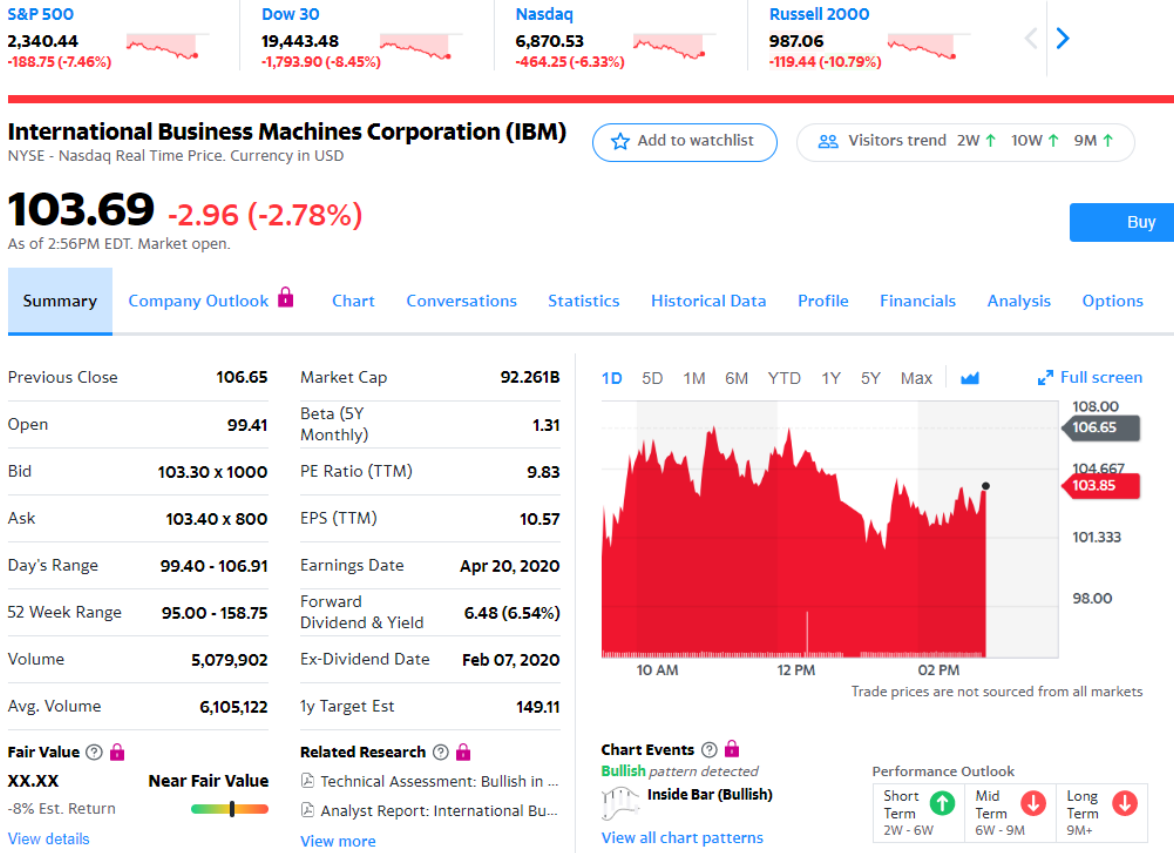 S&P 500 Dow 30 Nasdaq Russell 2000
2,340.44 19,443.48 6,870.53 987.06
-188.75 (-7.46%) -1,793.90 (-8.45%) -464.25 (-6.33%) -119.44 (-10.79%)
International Business Machines Corporation (IBM)
NYSE - Nasdaq Real Time Price. Currency in USD
Add to watchlist
Visitors trend 2W ↑ 10W ↑ 9M ↑
103.69 -2.96 (-2.78%)
As of 2:56PM EDT. Market open.
Buy
Summary Company Outlook Chart Conversations Statistics Historical Data Profile Financials Analysis Options
Previous Close 106.65
Open 99.41
Bid 103.30 x 1000
Ask 103.40 x 800
Day's Range 99.40 - 106.91
52 Week Range 95.00 - 158.75
Volume 5,079,902
Avg. Volume 6,105,122
Market Cap 92.261B
Beta (5Y
Monthly) 1.31
PE Ratio (TTM) 9.83
EPS (TTM) 10.57
Earnings Date Apr 20, 2020
Forward
Dividend & Yield 6.48 (6.54%)
Ex-Dividend Date Feb 07, 2020
1y Target Est 149.11
1D 5D 1M 6M YTD 1Y 5Y Max Full screen
108.00
106.65
104.667
103.85
101.333
98.00
10 AM 12 PM 02 PM
Trade prices are not sourced from all markets
Fair Value ?
XX.XX Near Fair Value
-8% Est. Return
View details
Related Research ?
Technical Assessment: Bullish in ...
Analyst Report: International Bu...
View more
Chart Events ?
Bullish pattern detected
Inside Bar (Bullish)
View all chart patterns
Performance Outlook
Short
Term
2W - 6W
Mid
Term
6W - 9M
Long
Term
9M+